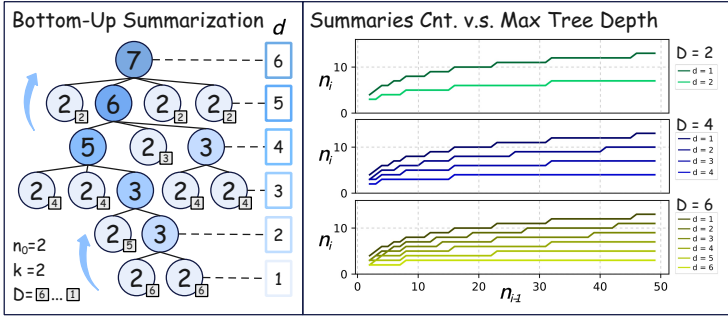 Bottom-Up Summarization
d
7
6
2 2
6
2 2
2 2
5
5
2 3
3
4
2 4
2 4
3
2 4
2 4
3
2 5
3
2
2 6
2 6
1
n0=2
k =2
D= 6 ... 1
Summaries Cnt. v.s. Max Tree Depth
ni
10
0
D = 2
d = 1
d = 2
ni
10
0
D = 4
d = 1
d = 2
d = 3
d = 4
ni
10
0
D = 6
d = 1
d = 2
d = 3
d = 4
d = 5
d = 6
0 10 20 30 40 50
ni-1